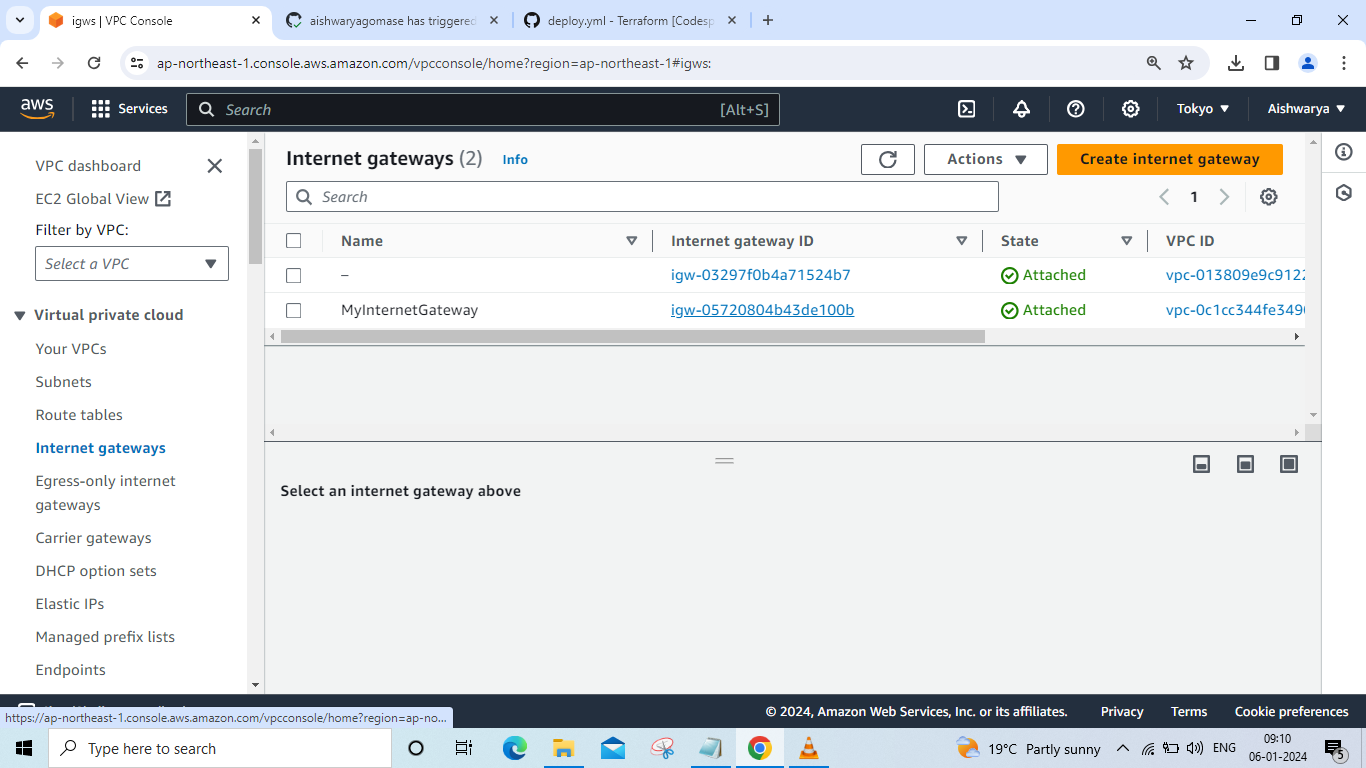 igws | VPC Console
aishwaryagomase has triggered
deploy.yml - Terraform [Codesp
ap-northeast-1.console.aws.amazon.com/vpcconsole/home?region=ap-northeast-1#igws:
aws
Services
Search
[Alt+S]
Tokyo
Aishwarya
VPC dashboard
EC2 Global View
Filter by VPC:
Select a VPC
Virtual private cloud
Your VPCs
Subnets
Route tables
Internet gateways
Egress-only internet
gateways
Carrier gateways
DHCP option sets
Elastic IPs
Managed prefix lists
Endpoints
Internet gateways (2) Info
Actions
Create internet gateway
Search
1
Name Internet gateway ID State VPC ID
– igw-03297f0b4a71524b7 Attached vpc-013809e9c9122
MyInternetGateway igw-05720804b43de100b Attached vpc-0c1cc344fe349
Select an internet gateway above
https://ap-northeast-1.console.aws.amazon.com/vpcconsole/home?region=ap-no...
© 2024, Amazon Web Services, Inc. or its affiliates. Privacy Terms Cookie preferences
Type here to search
19°C Partly sunny
ENG
09:10
06-01-2024
5